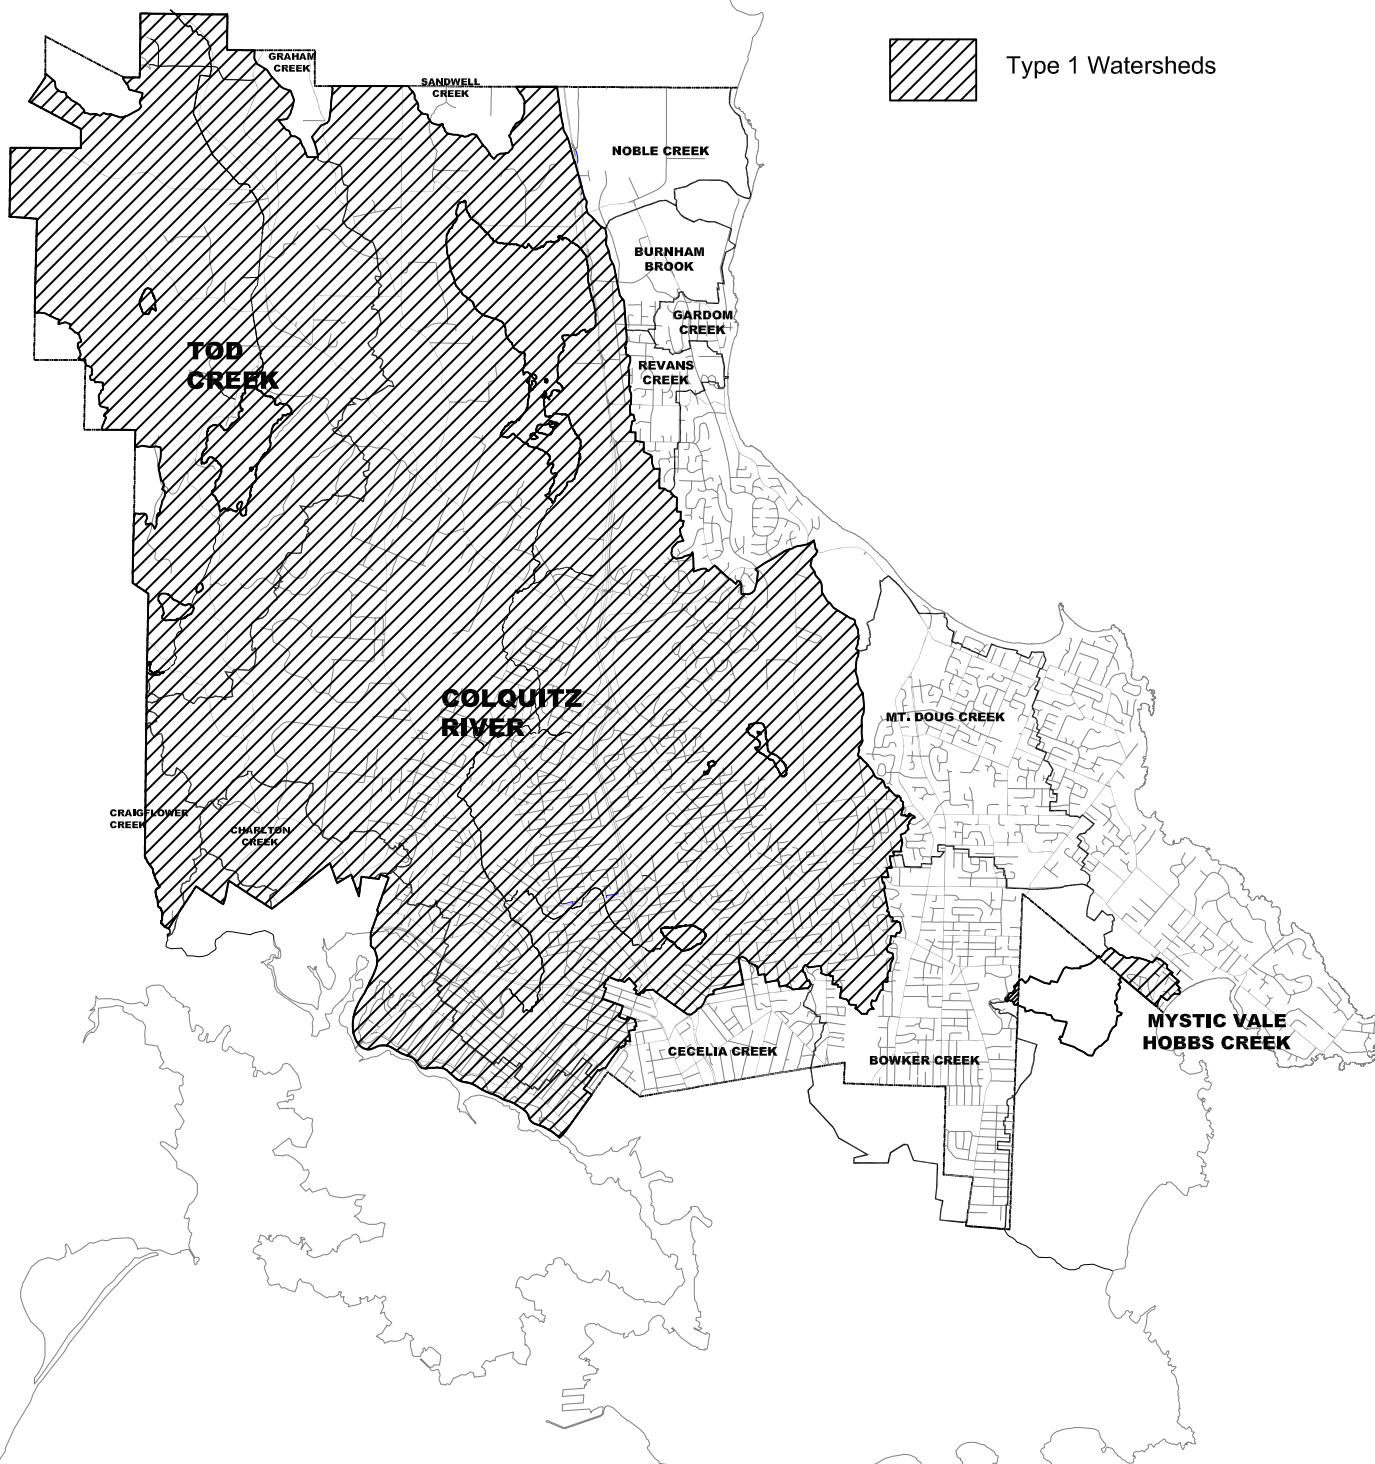 GRAHAM
CREEK
SANDWELL
CREEK
Type 1 Watersheds
NOBLE CREEK
BURNHAM
BROOK
GARDOM
CREEK
REVANS
CREEK
TOD
CREEK
COLQUITZ
RIVER
MT. DOUG CREEK
CRAIGFLOWER
CREEK
CHARLTON
CREEK
MYSTIC VALE
HOBBS CREEK
CECELIA CREEK
BOWKER CREEK